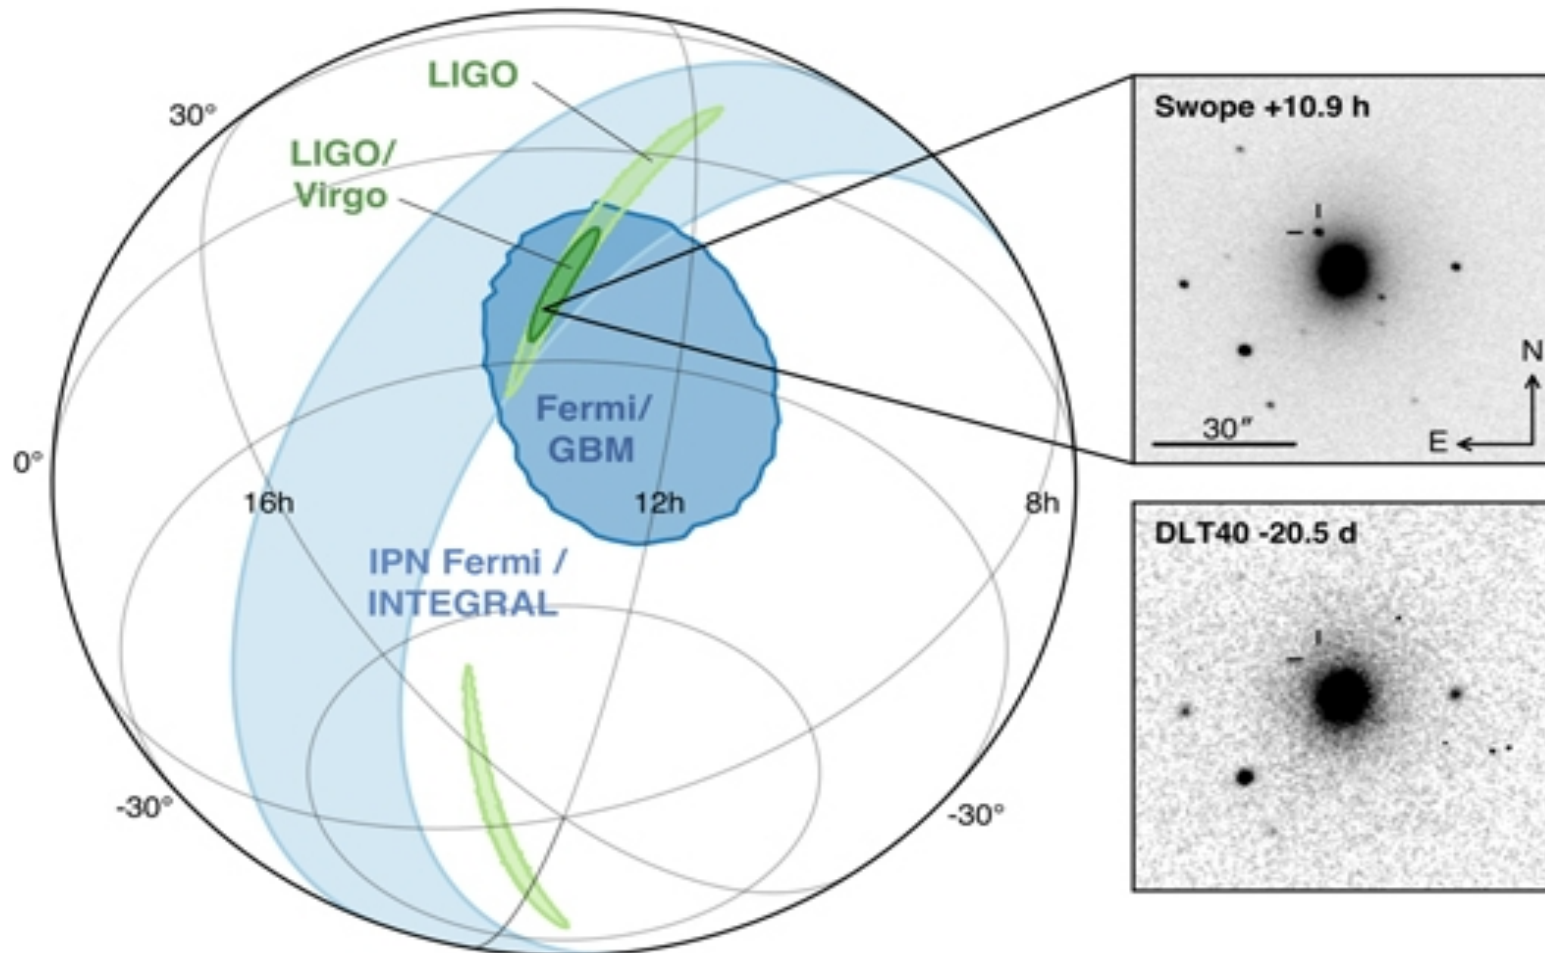 LIGO
30°
LIGO/
Virgo
Fermi/
GBM
0°
16h
12h
8h
IPN Fermi /
INTEGRAL
-30°
-30°
Swope +10.9 h
N
30"
E
DLT40 -20.5 d